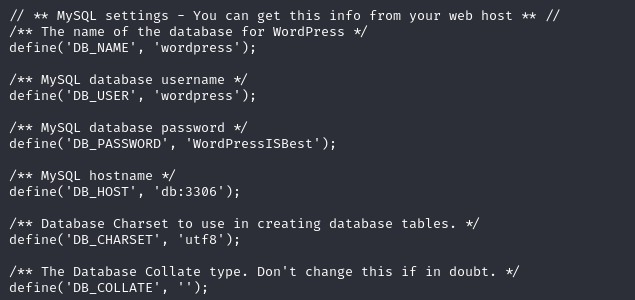 // ** MySQL settings - You can get this info from your web host ** //
/** The name of the database for WordPress */
define('DB_NAME', 'wordpress');

/** MySQL database username */
define('DB_USER', 'wordpress');

/** MySQL database password */
define('DB_PASSWORD', 'WordPressISBest');

/** MySQL hostname */
define('DB_HOST', 'db:3306');

/** Database Charset to use in creating database tables. */
define('DB_CHARSET', 'utf8');

/** The Database Collate type. Don't change this if in doubt. */
define('DB_COLLATE', '');